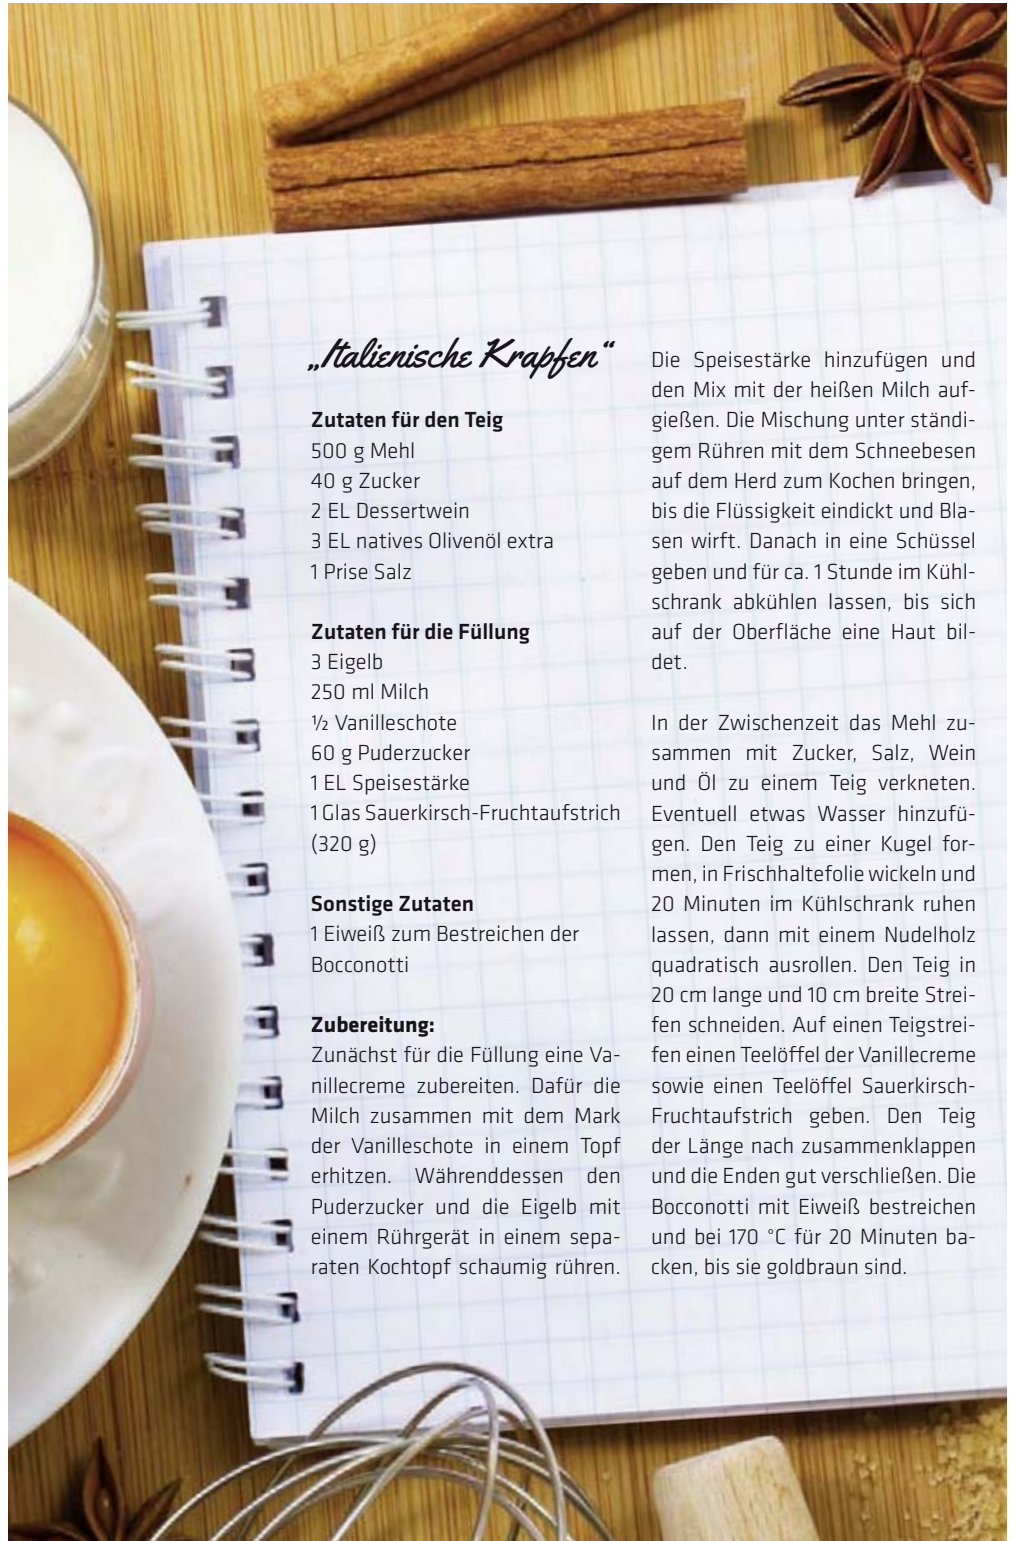 „Italienische Krapfen“
Zutaten für den Teig
500 g Mehl
40 g Zucker
2 EL Dessertwein
3 EL natives Olivenöl extra
1 Prise Salz
Zutaten für die Füllung
3 Eigelb
250 ml Milch
½ Vanilleschote
60 g Puderzucker
1 EL Speisestärke
1 Glas Sauerkirsch-Fruchtaufstrich
(320 g)
Sonstige Zutaten
1 Eiweiß zum Bestreichen der
Bocconotti
Zubereitung:
Zunächst für die Füllung eine Va-
nillecreme zubereiten. Dafür die
Milch zusammen mit dem Mark
der Vanilleschote in einem Topf
erhitzen. Währenddessen den
Puderzucker und die Eigelb mit
einem Rührgerät in einem sepa-
raten Kochtopf schaumig rühren.
Die Speisestärke hinzufügen und
den Mix mit der heißen Milch auf-
gießen. Die Mischung unter ständi-
gem Rühren mit dem Schneebesen
auf dem Herd zum Kochen bringen,
bis die Flüssigkeit eindickt und Bla-
sen wirft. Danach in eine Schüssel
geben und für ca. 1 Stunde im Kühl-
schrank abkühlen lassen, bis sich
auf der Oberfläche eine Haut bil-
det.
In der Zwischenzeit das Mehl zu-
sammen mit Zucker, Salz, Wein
und Öl zu einem Teig verkneten.
Eventuell etwas Wasser hinzufü-
gen. Den Teig zu einer Kugel for-
men, in Frischhaltefolie wickeln und
20 Minuten im Kühlschrank ruhen
lassen, dann mit einem Nudelholz
quadratisch ausrollen. Den Teig in
20 cm lange und 10 cm breite Strei-
fen schneiden. Auf einen Teigstrei-
fen einen Teelöffel der Vanillecreme
sowie einen Teelöffel Sauerkirsch-
Fruchtaufstrich geben. Den Teig
der Länge nach zusammenklappen
und die Enden gut verschließen. Die
Bocconotti mit Eiweiß bestreichen
und bei 170 °C für 20 Minuten ba-
cken, bis sie goldbraun sind.